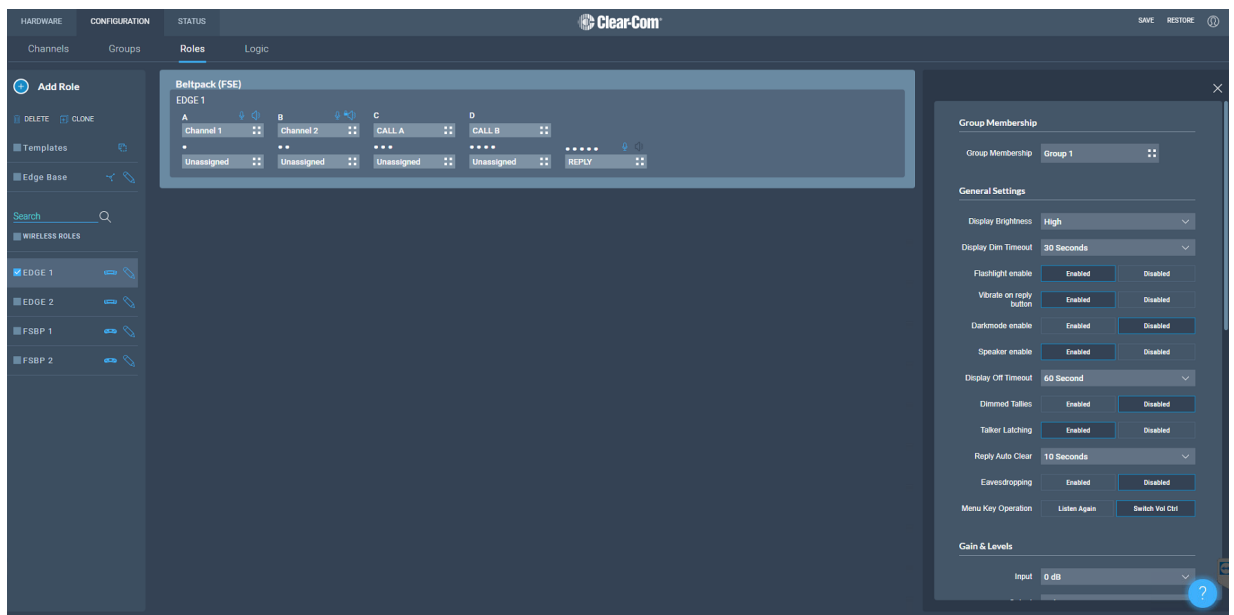 HARDWARE CONFIGURATION STATUS Clear-Com SAVE RESTORE
Channels Groups Roles Logic
Add Role
DELETE CLONE
Templates
Edge Base
Search
WIRELESS ROLES
EDGE 1
EDGE 2
FSBP 1
FSBP 2
Beltpack (FSE)
EDGE 1
A B C D
Channel 1 Channel 2 CALL A CALL B
Unassigned Unassigned Unassigned Unassigned REPLY
Group Membership
Group Membership Group 1
General Settings
Display Brightness High
Display Dim Timeout 30 Seconds
Flashlight enable Enabled Disabled
Vibrate on reply
button Enabled Disabled
Darkmode enable Enabled Disabled
Speaker enable Enabled Disabled
Display Off Timeout 60 Second
Dimmed Tallies Enabled Disabled
Talker Latching Enabled Disabled
Reply Auto Clear 10 Seconds
Eavesdropping Enabled Disabled
Menu Key Operation Listen Again Switch Vol Ctrl
Gain & Levels
Input 0 dB
?